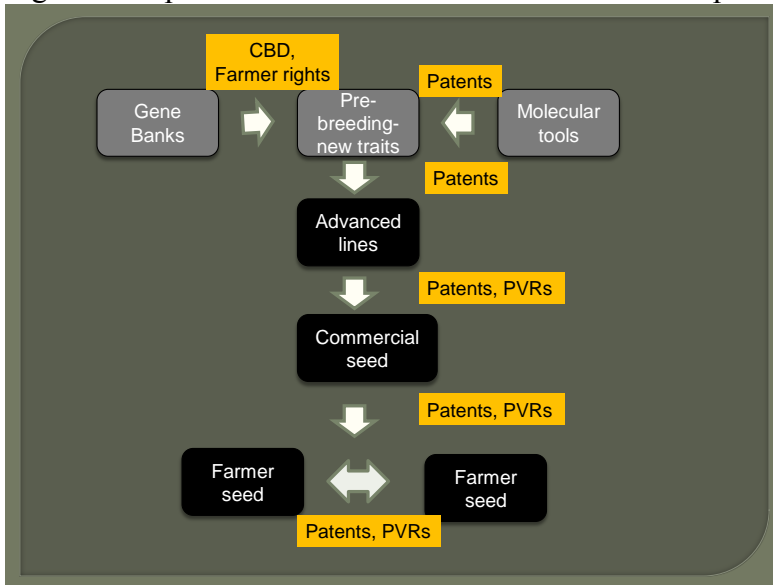 CBD,
Farmer rights
Patents
Gene
Banks
Pre-
breeding-
new traits
Molecular
tools
Patents
Advanced
lines
Patents, PVRs
Commercial
seed
Patents, PVRs
Farmer
seed
Farmer
seed
Patents, PVRs